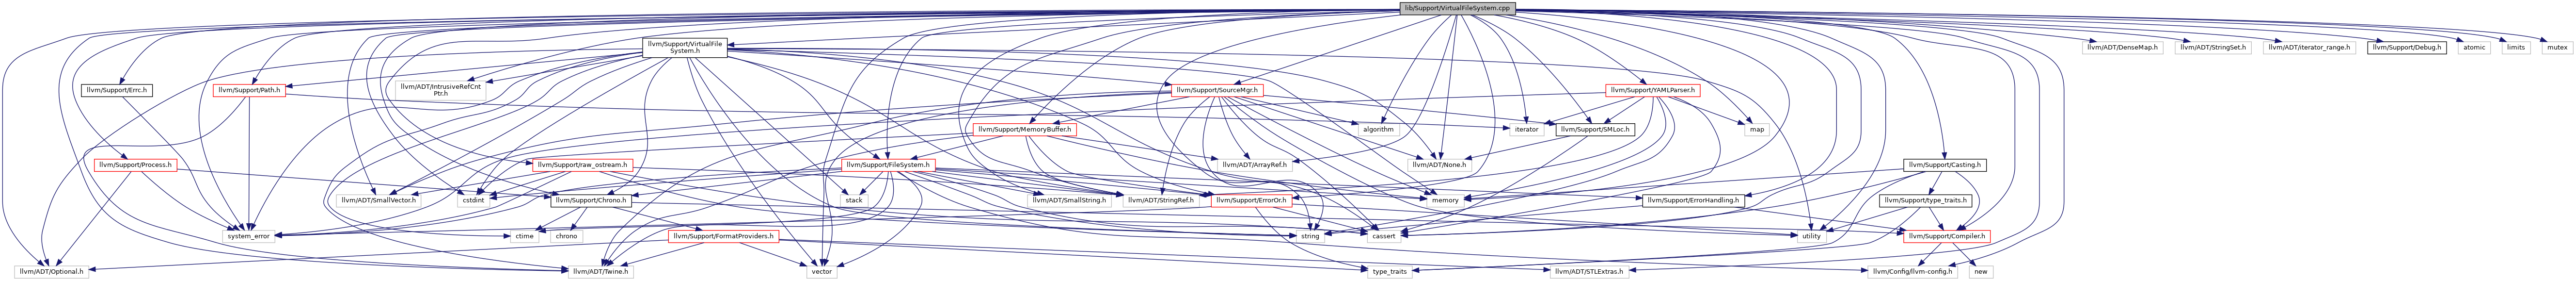 lib/Support/VirtualFileSystem.cpp
llvm/Support/VirtualFile
System.h
llvm/ADT/DenseMap.h
llvm/ADT/StringSet.h
llvm/ADT/iterator_range.h
llvm/Support/Debug.h
atomic
limits
mutex
llvm/Support/Errc.h
llvm/Support/Path.h
llvm/ADT/IntrusiveRefCnt
Ptr.h
llvm/Support/SourceMgr.h
llvm/Support/YAMLParser.h
llvm/Support/MemoryBuffer.h
algorithm
iterator
llvm/Support/SMLoc.h
map
llvm/Support/Process.h
llvm/Support/raw_ostream.h
llvm/Support/FileSystem.h
llvm/ADT/ArrayRef.h
llvm/ADT/None.h
llvm/Support/Casting.h
llvm/ADT/SmallVector.h
cstdint
llvm/Support/Chrono.h
stack
llvm/ADT/SmallString.h
llvm/ADT/StringRef.h
llvm/Support/ErrorOr.h
memory
llvm/Support/ErrorHandling.h
llvm/Support/type_traits.h
system_error
ctime
chrono
llvm/Support/FormatProviders.h
string
cassert
utility
llvm/Support/Compiler.h
llvm/ADT/Optional.h
llvm/ADT/Twine.h
vector
type_traits
llvm/ADT/STLExtras.h
llvm/Config/llvm-config.h
new